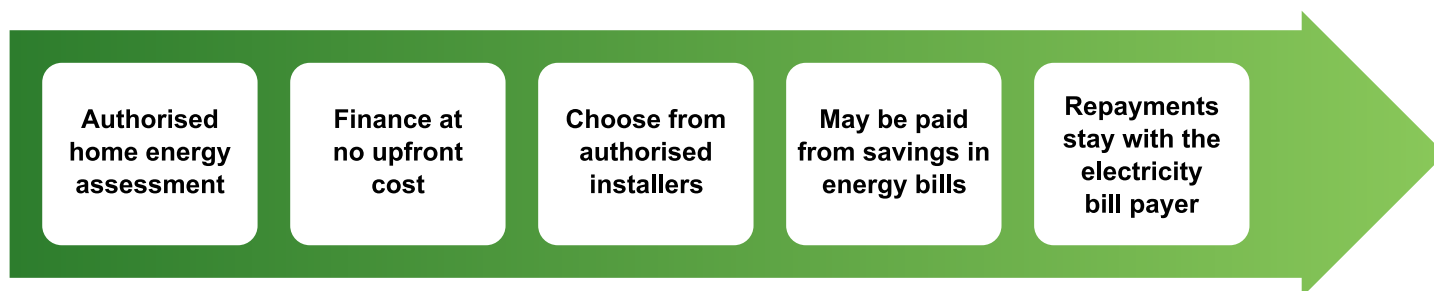 Authorised
home energy
assessment
Finance at
no upfront
cost
Choose from
authorised
installers
May be paid
from savings in
energy bills
Repayments
stay with the
electricity
bill payer